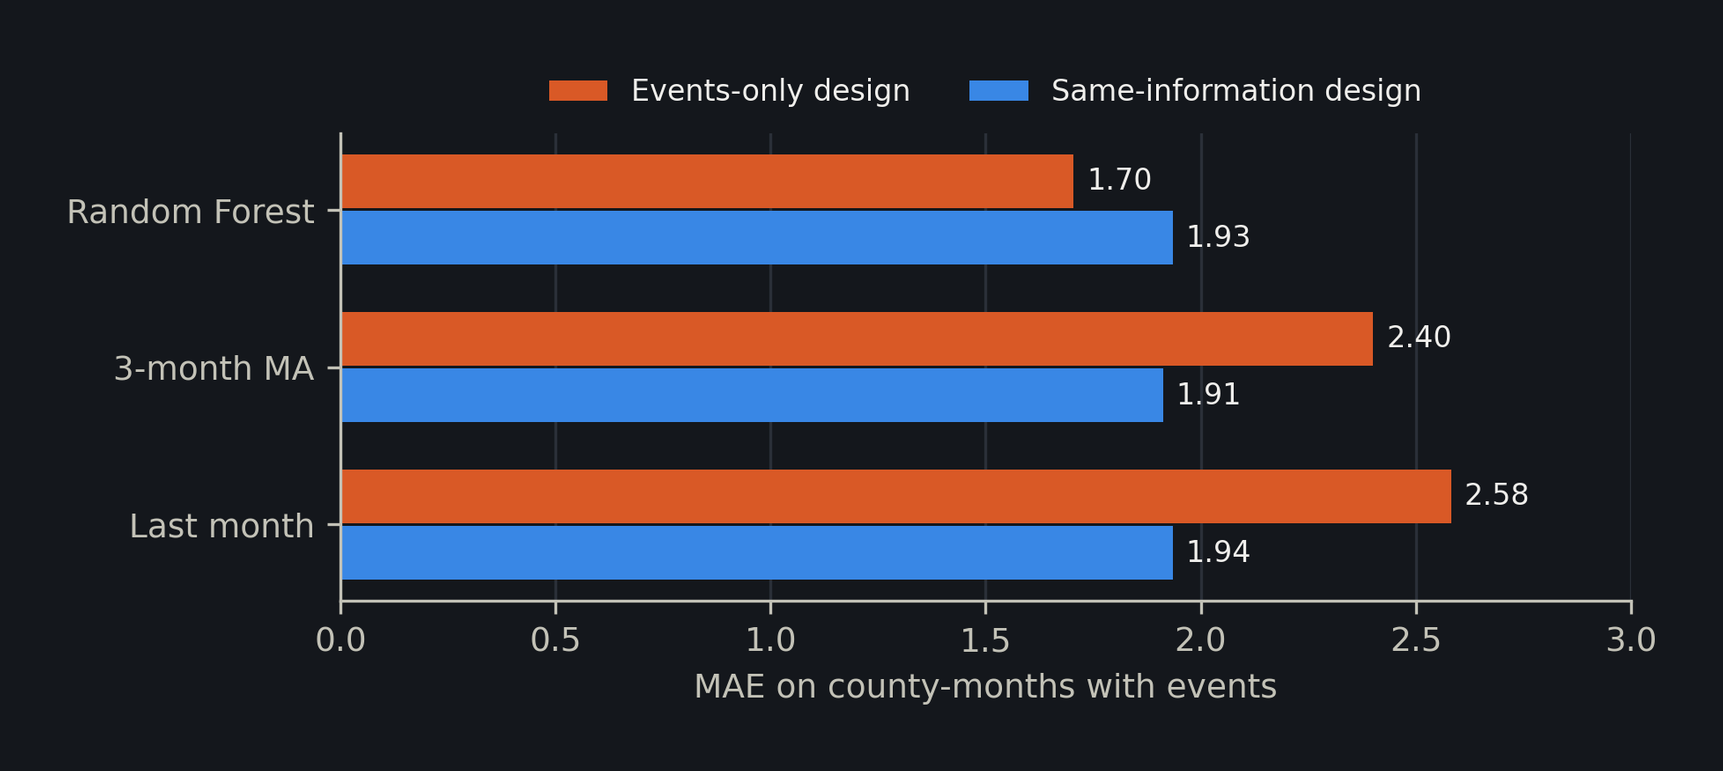 Events-only design Same-information design
Random Forest
1.70
1.93
3-month MA
2.40
1.91
Last month
2.58
1.94
0.0 0.5 1.0 1.5 2.0 2.5 3.0
MAE on county-months with events